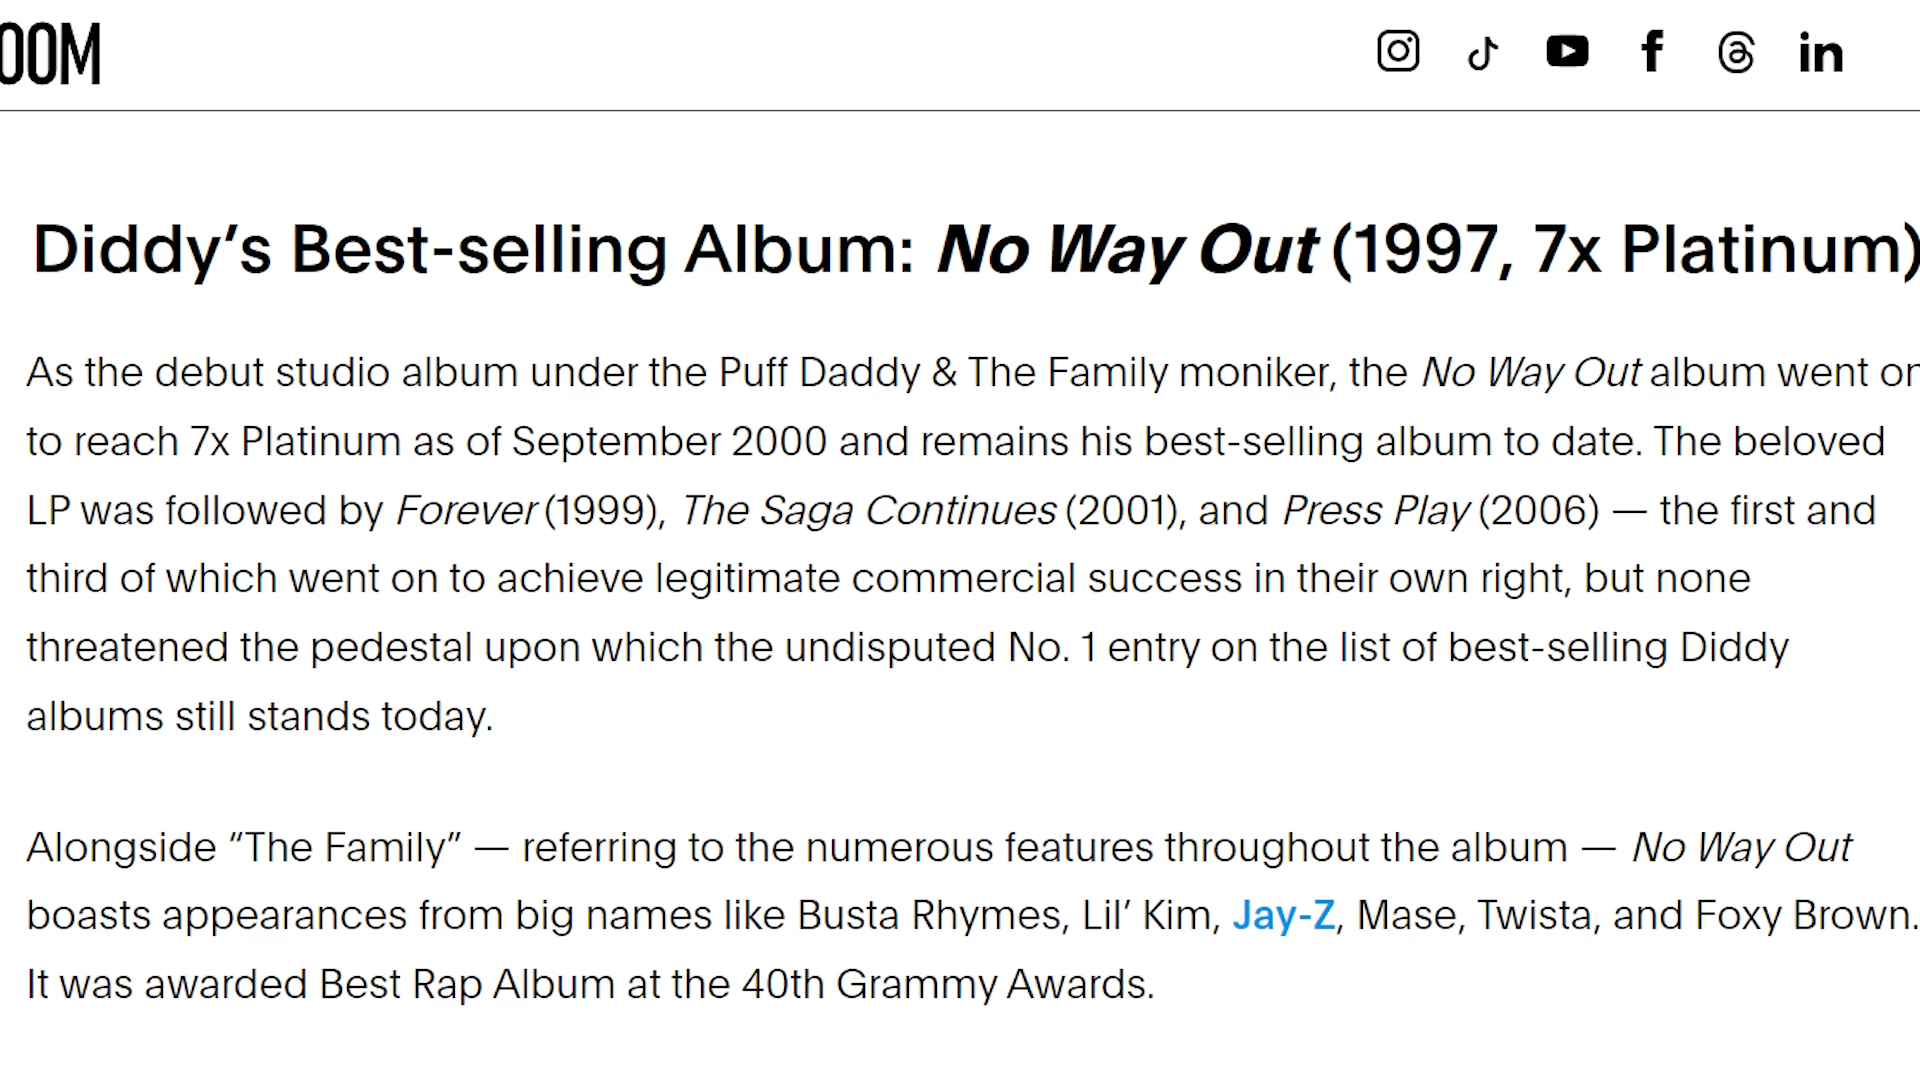 OOM
Diddy’s Best-selling Album: No Way Out (1997, 7x Platinum)
As the debut studio album under the Puff Daddy & The Family moniker, the No Way Out album went on
to reach 7x Platinum as of September 2000 and remains his best-selling album to date. The beloved
LP was followed by Forever (1999), The Saga Continues (2001), and Press Play (2006) — the first and
third of which went on to achieve legitimate commercial success in their own right, but none
threatened the pedestal upon which the undisputed No. 1 entry on the list of best-selling Diddy
albums still stands today.
Alongside “The Family” — referring to the numerous features throughout the album — No Way Out
boasts appearances from big names like Busta Rhymes, Lil’ Kim, Jay-Z, Mase, Twista, and Foxy Brown.
It was awarded Best Rap Album at the 40th Grammy Awards.